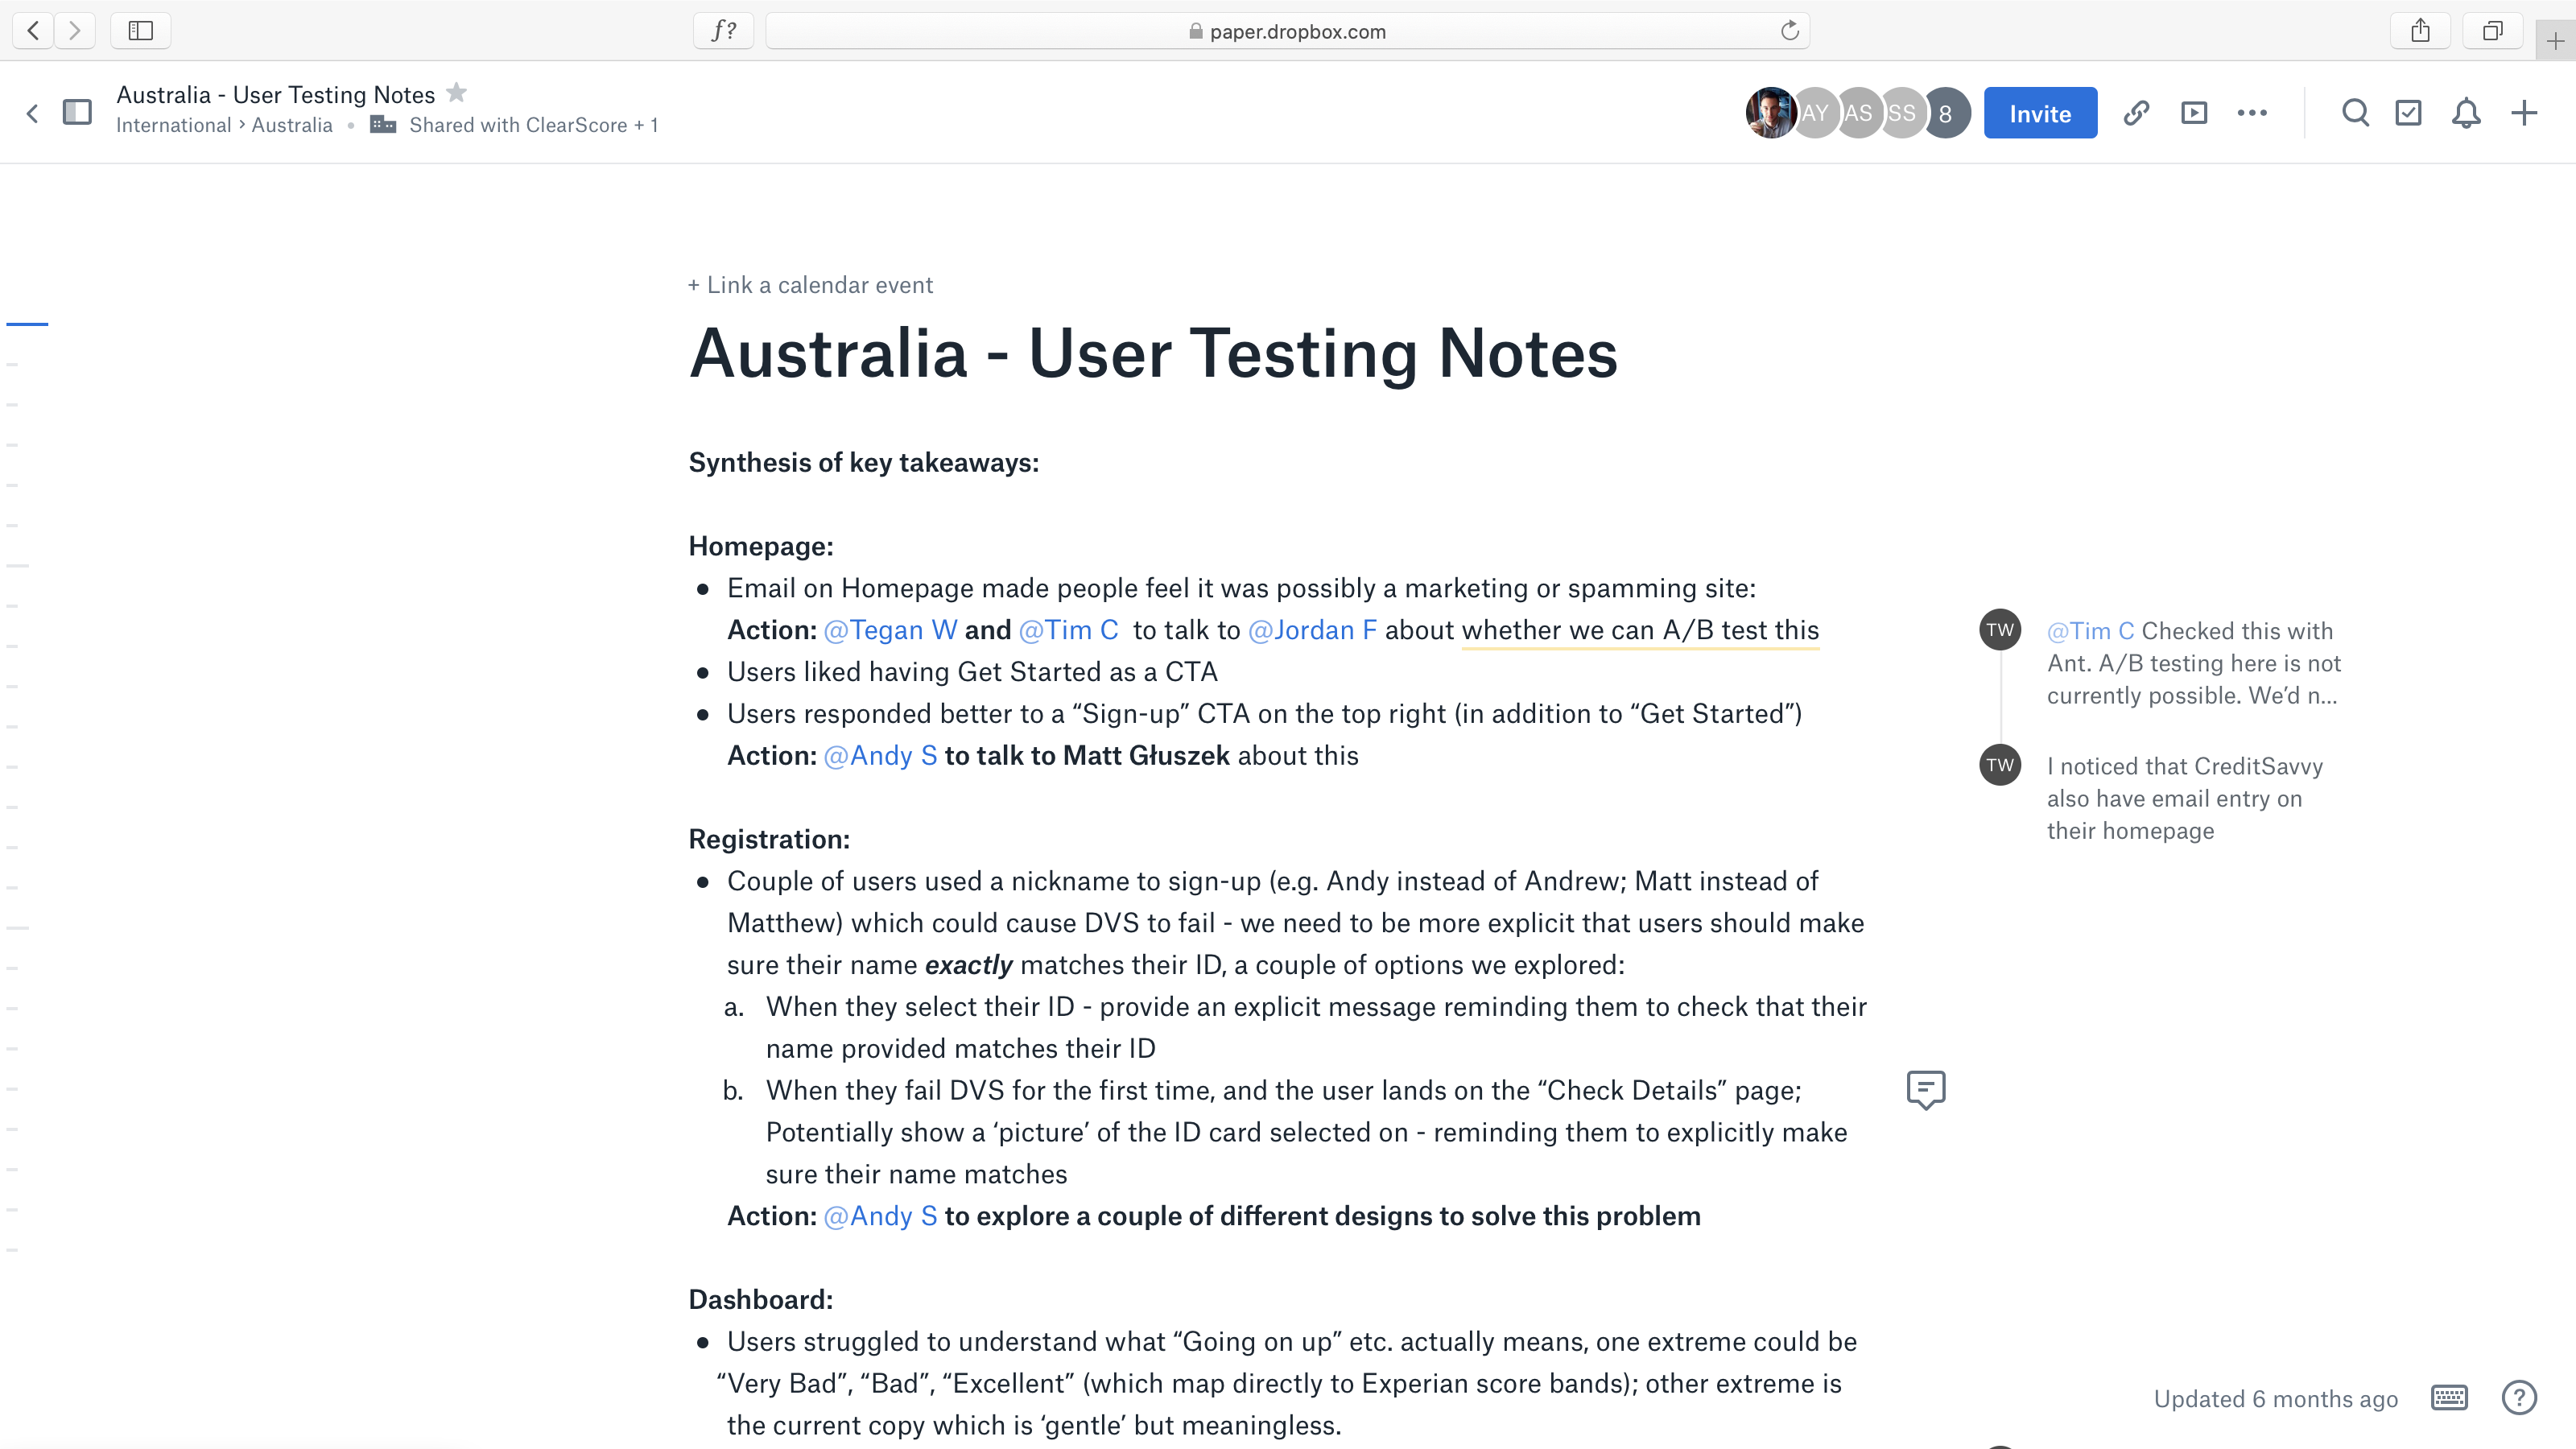 ƒ?
paper.dropbox.com
Australia - User Testing Notes
International › Australia • Shared with ClearScore + 1
AY
AS
SS
8
Invite
+ Link a calendar event
Australia - User Testing Notes
Synthesis of key takeaways:
Homepage:
● Email on Homepage made people feel it was possibly a marketing or spamming site:
Action: @Tegan W and @Tim C to talk to @Jordan F about whether we can A/B test this
● Users liked having Get Started as a CTA
● Users responded better to a “Sign-up” CTA on the top right (in addition to “Get Started”)
Action: @Andy S to talk to Matt Głuszek about this
Registration:
● Couple of users used a nickname to sign-up (e.g. Andy instead of Andrew; Matt instead of
Matthew) which could cause DVS to fail - we need to be more explicit that users should make
sure their name exactly matches their ID, a couple of options we explored:
a. When they select their ID - provide an explicit message reminding them to check that their
name provided matches their ID
b. When they fail DVS for the first time, and the user lands on the “Check Details” page;
Potentially show a ‘picture’ of the ID card selected on - reminding them to explicitly make
sure their name matches
Action: @Andy S to explore a couple of different designs to solve this problem
Dashboard:
● Users struggled to understand what “Going on up” etc. actually means, one extreme could be
“Very Bad”, “Bad”, “Excellent” (which map directly to Experian score bands); other extreme is
the current copy which is ‘gentle’ but meaningless.
TW
@Tim C Checked this with
Ant. A/B testing here is not
currently possible. We’d n...
TW
I noticed that CreditSavvy
also have email entry on
their homepage
Updated 6 months ago
?